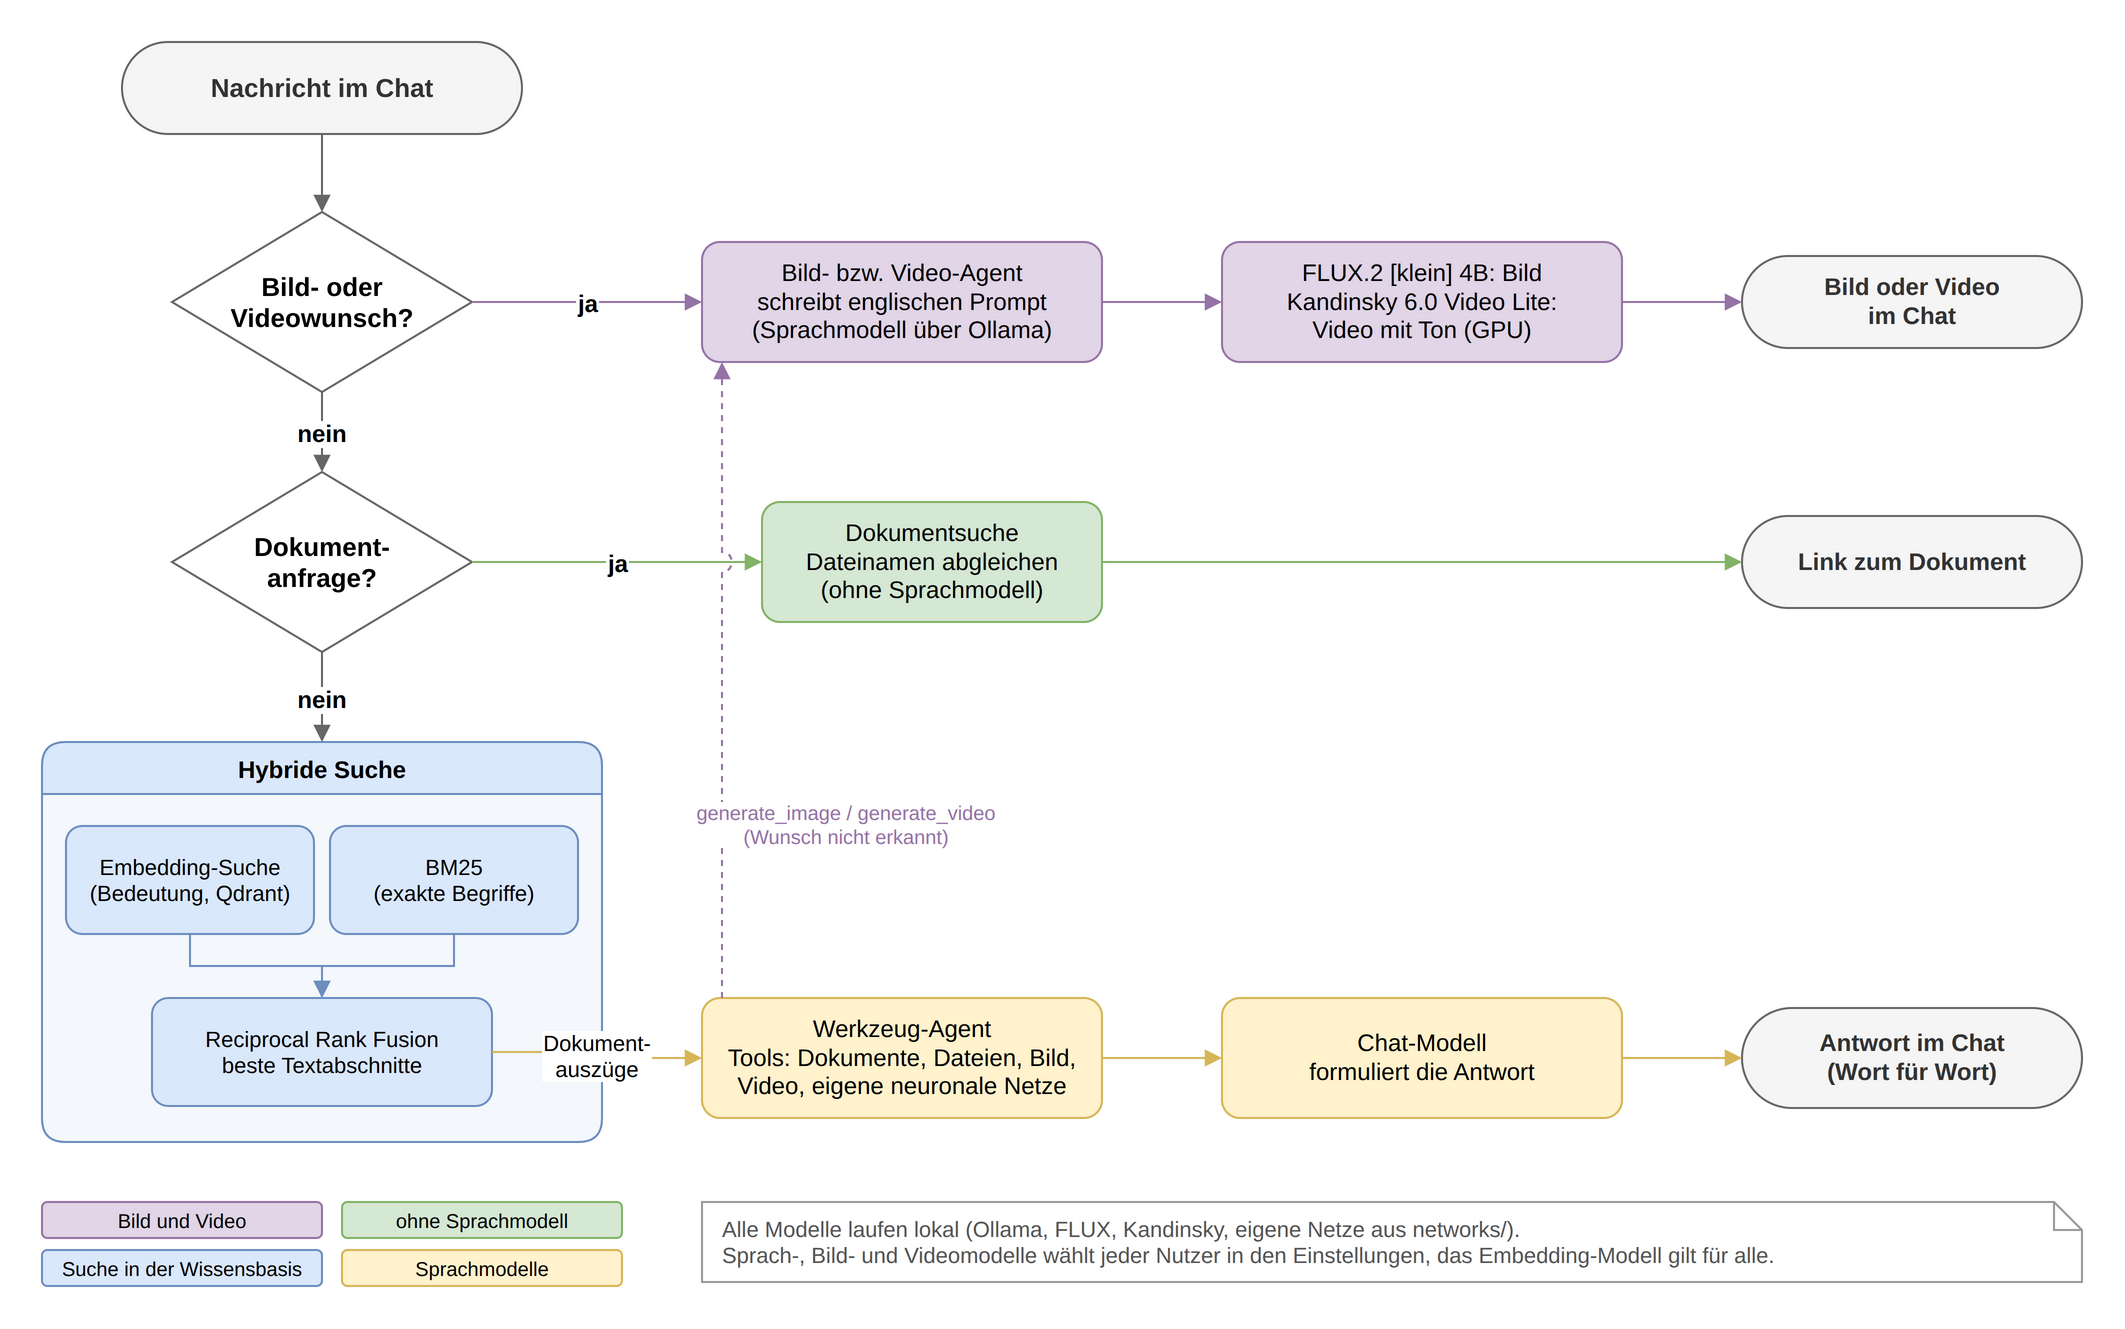 Nachricht im Chat
Bild- oder
Videowunsch?
ja
Bild- bzw. Video-Agent
schreibt englischen Prompt
(Sprachmodell über Ollama)
FLUX.2 [klein] 4B: Bild
Kandinsky 6.0 Video Lite:
Video mit Ton (GPU)
Bild oder Video
im Chat
nein
Dokument-
anfrage?
ja
Dokumentsuche
Dateinamen abgleichen
(ohne Sprachmodell)
Link zum Dokument
nein
Hybride Suche
Embedding-Suche
(Bedeutung, Qdrant)
BM25
(exakte Begriffe)
generate_image / generate_video
(Wunsch nicht erkannt)
Reciprocal Rank Fusion
beste Textabschnitte
Dokument-
auszüge
Werkzeug-Agent
Tools: Dokumente, Dateien, Bild,
Video, eigene neuronale Netze
Chat-Modell
formuliert die Antwort
Antwort im Chat
(Wort für Wort)
Bild und Video
ohne Sprachmodell
Suche in der Wissensbasis
Sprachmodelle
Alle Modelle laufen lokal (Ollama, FLUX, Kandinsky, eigene Netze aus networks/).
Sprach-, Bild- und Videomodelle wählt jeder Nutzer in den Einstellungen, das Embedding-Modell gilt für alle.